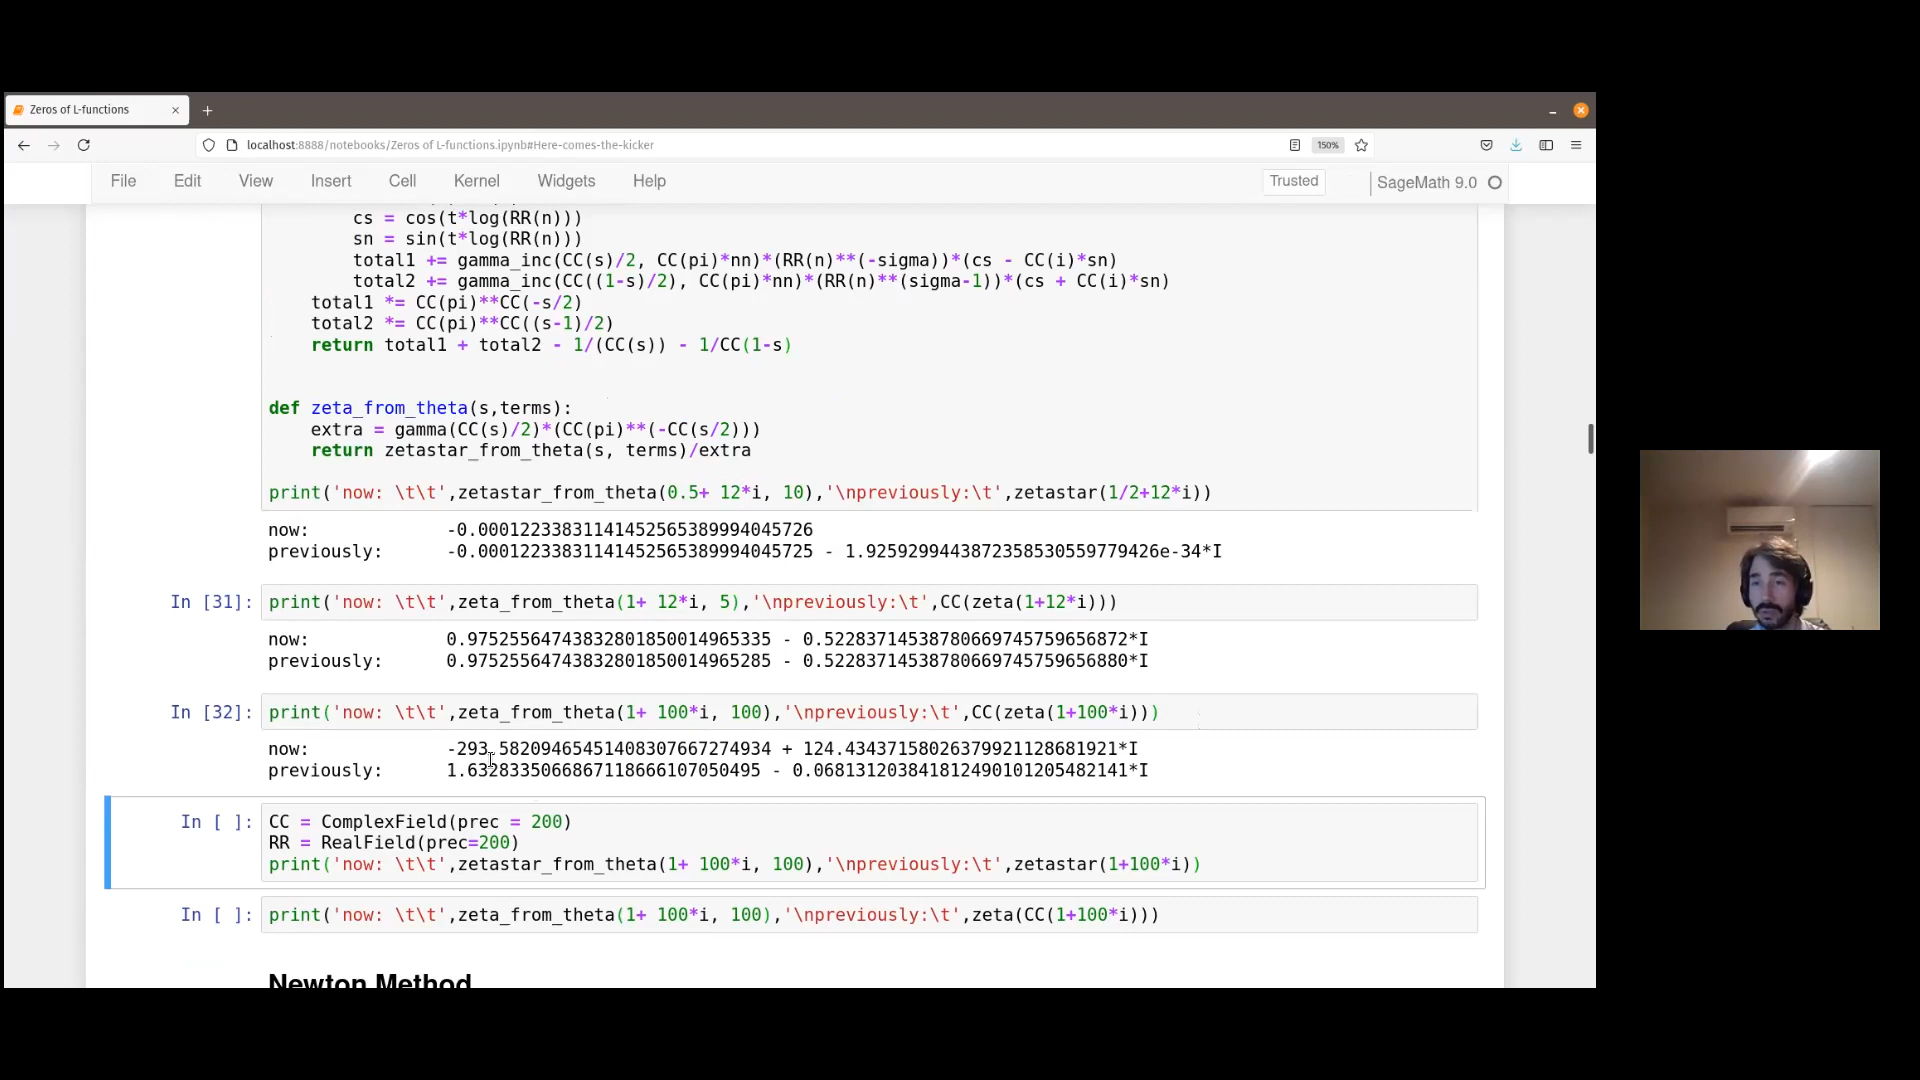 Zeros of L-functions
localhost:8888/notebooks/Zeros of L-functions.ipynb#Here-comes-the-kicker
150%
File Edit View Insert Cell Kernel Widgets Help
Trusted
SageMath 9.0
cs = cos(t*log(RR(n)))
sn = sin(t*log(RR(n)))
total1 += gamma_inc(CC(s)/2, CC(pi)*nn)*(RR(n)**(-sigma))*(cs - CC(i)*sn)
total2 += gamma_inc(CC((1-s)/2), CC(pi)*nn)*(RR(n)**(sigma-1))*(cs + CC(i)*sn)
total1 *= CC(pi)**CC(-s/2)
total2 *= CC(pi)**CC((s-1)/2)
return total1 + total2 - 1/(CC(s)) - 1/CC(1-s)
def zeta_from_theta(s,terms):
extra = gamma(CC(s)/2)*(CC(pi)**(-CC(s/2)))
return zetastar_from_theta(s, terms)/extra
print('now: \t\t',zetastar_from_theta(0.5+ 12*i, 10),'\npreviously:\t',zetastar(1/2+12*i))
now: -0.00012233831141452565389994045726
previously: -0.00012233831141452565389994045725 - 1.9259299443872358530559779426e-34*I
In [31]: print('now: \t\t',zeta_from_theta(1+ 12*i, 5),'\npreviously:\t',CC(zeta(1+12*i)))
now: 0.97525564743832801850014965335 - 0.52283714538780669745759656872*I
previously: 0.97525564743832801850014965285 - 0.52283714538780669745759656880*I
In [32]: print('now: \t\t',zeta_from_theta(1+ 100*i, 100),'\npreviously:\t',CC(zeta(1+100*i)))
now: -293.58209465451408307667274934 + 124.43437158026379921128681921*I
previously: 1.6328335066867118666107050495 - 0.068131203841812490101205482141*I
In [ ]: CC = ComplexField(prec = 200)
RR = RealField(prec=200)
print('now: \t\t',zetastar_from_theta(1+ 100*i, 100),'\npreviously:\t',zetastar(1+100*i))
In [ ]: print('now: \t\t',zeta_from_theta(1+ 100*i, 100),'\npreviously:\t',zeta(CC(1+100*i)))
Newton Method